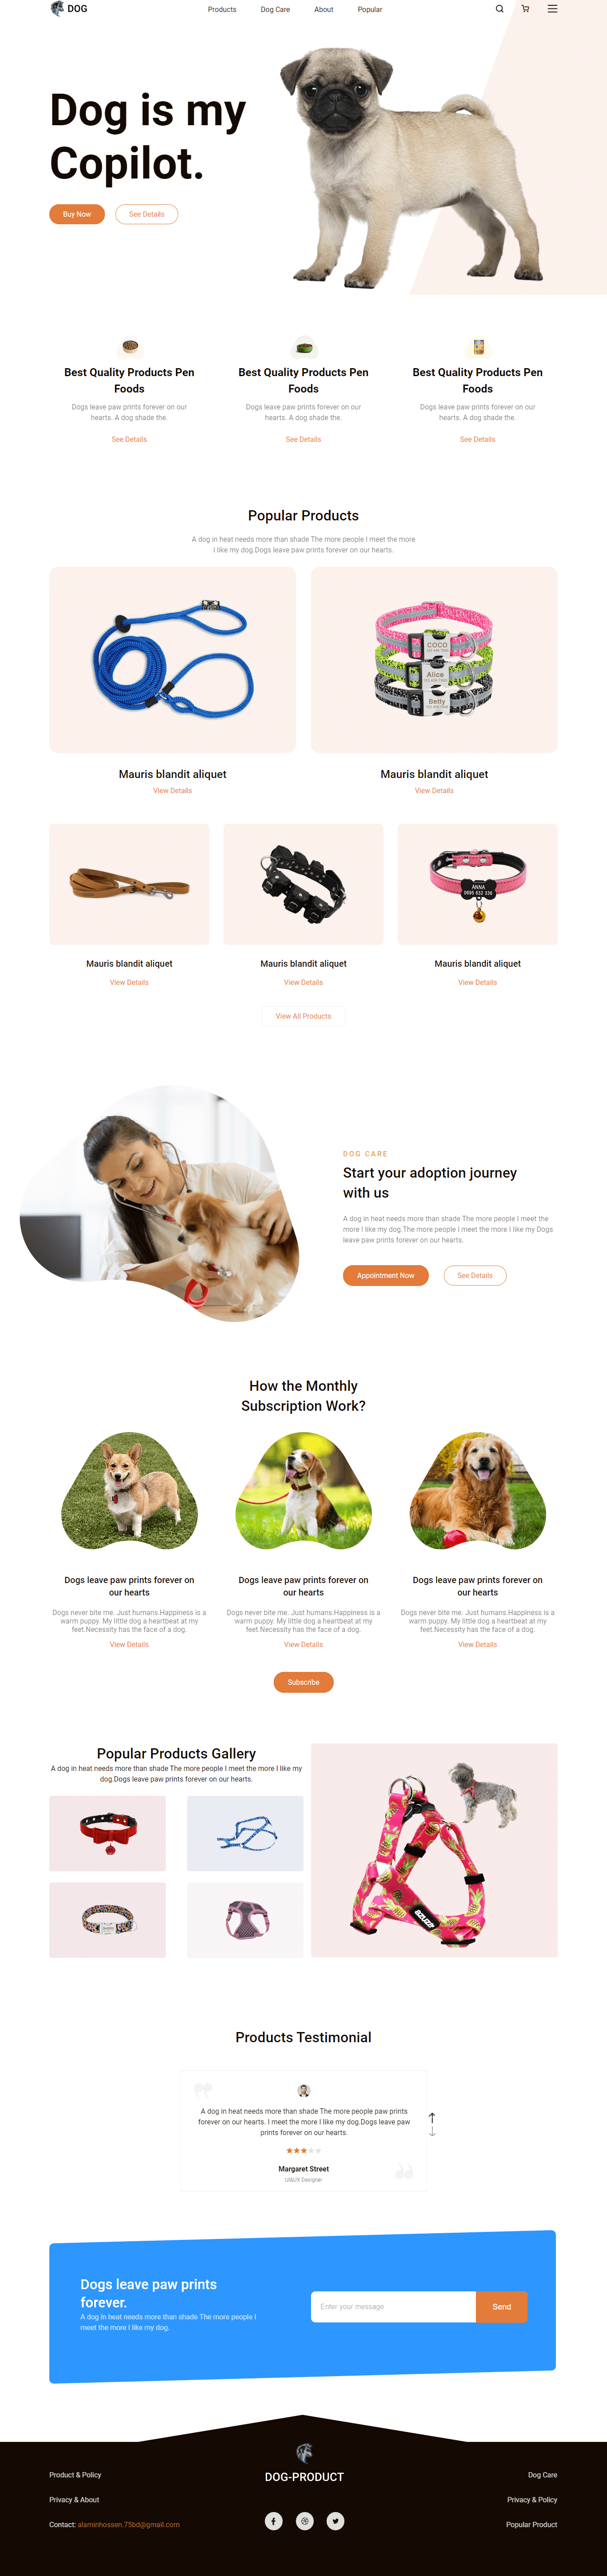 DOG
Products
Dog Care
About
Popular
Dog is my
Copilot.
Buy Now
See Details
Best Quality Products Pen
Foods
Dogs leave paw prints forever on our
hearts. A dog shade the.
See Details
Best Quality Products Pen
Foods
Dogs leave paw prints forever on our
hearts. A dog shade the.
See Details
Best Quality Products Pen
Foods
Dogs leave paw prints forever on our
hearts. A dog shade the.
See Details
Popular Products
A dog in heat needs more than shade The more people I meet the more
I like my dog.Dogs leave paw prints forever on our hearts.
COCO
Alice
Betty
Mauris blandit aliquet
View Details
Mauris blandit aliquet
View Details
ANNA
0695 632 336
Mauris blandit aliquet
View Details
Mauris blandit aliquet
View Details
Mauris blandit aliquet
View Details
View All Products
DOG CARE
Start your adoption journey
with us
A dog in heat needs more than shade The more people I meet the
more I like my dog.The more people I meet the more I like my Dogs
leave paw prints forever on our hearts.
Appointment Now
See Details
How the Monthly
Subscription Work?
Dogs leave paw prints forever on
our hearts
Dogs never bite me. Just humans.Happiness is a
warm puppy. My little dog a heartbeat at my
feet.Necessity has the face of a dog.
View Details
Dogs leave paw prints forever on
our hearts
Dogs never bite me. Just humans.Happiness is a
warm puppy. My little dog a heartbeat at my
feet.Necessity has the face of a dog.
View Details
Dogs leave paw prints forever on
our hearts
Dogs never bite me. Just humans.Happiness is a
warm puppy. My little dog a heartbeat at my
feet.Necessity has the face of a dog.
View Details
Subscribe
Popular Products Gallery
A dog in heat needs more than shade The more people I meet the more I like my
dog.Dogs leave paw prints forever on our hearts.
Products Testimonial
A dog in heat needs more than shade The more people paw prints
forever on our hearts. I meet the more I like my dog.Dogs leave paw
prints forever on our hearts.
Margaret Street
UI&UX Designer
Dogs leave paw prints
forever.
A dog in heat needs more than shade The more people I
meet the more I like my dog.
Enter your message
Send
DOG-PRODUCT
Product & Policy
Privacy & About
Contact: alaminhossen.75bd@gmail.com
Dog Care
Privacy & Policy
Popular Product